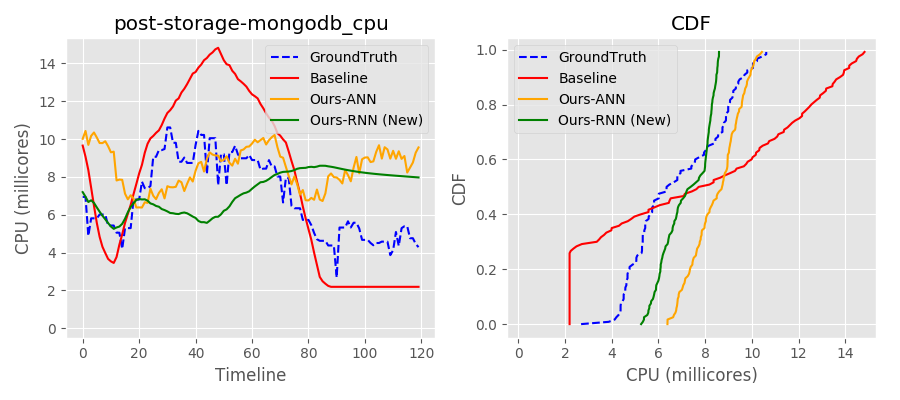 post-storage-mongodb_cpu
CPU (millicores)
14
12
10
8
6
4
2
0
GroundTruth
Baseline
Ours-ANN
Ours-RNN (New)
0 20 40 60 80 100 120
Timeline
CDF
CDF
1.0
0.8
0.6
0.4
0.2
0.0
GroundTruth
Baseline
Ours-ANN
Ours-RNN (New)
0 2 4 6 8 10 12 14
CPU (millicores)